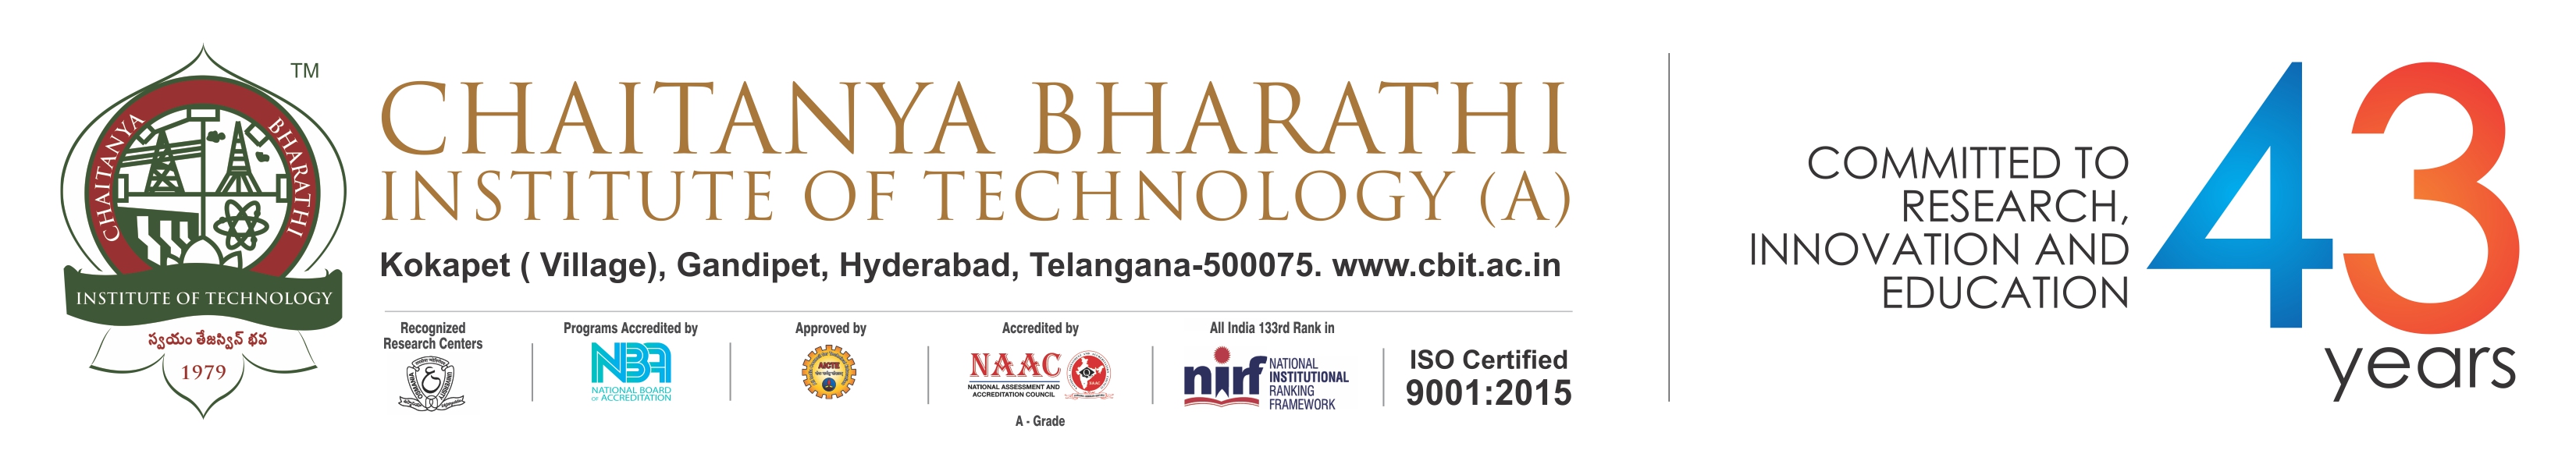 TM
CHAITANYA BHARATHI
INSTITUTE OF TECHNOLOGY
స్వయం తేజస్విన్ భవ
1979
CHAITANYA BHARATHI
INSTITUTE OF TECHNOLOGY (A)
Kokapet ( Village), Gandipet, Hyderabad, Telangana-500075. www.cbit.ac.in
Recognized
Research Centers
Programs Accredited by
NBA
NATIONAL BOARD
OF ACCREDITATION
Approved by
AICTE
Accredited by
NAAC
NATIONAL ASSESSMENT AND
ACCREDITATION COUNCIL
A - Grade
All India 133rd Rank in
nirf
NATIONAL
INSTITUTIONAL
RANKING
FRAMEWORK
ISO Certified
9001:2015
COMMITTED TO
RESEARCH,
INNOVATION AND
EDUCATION
43
years